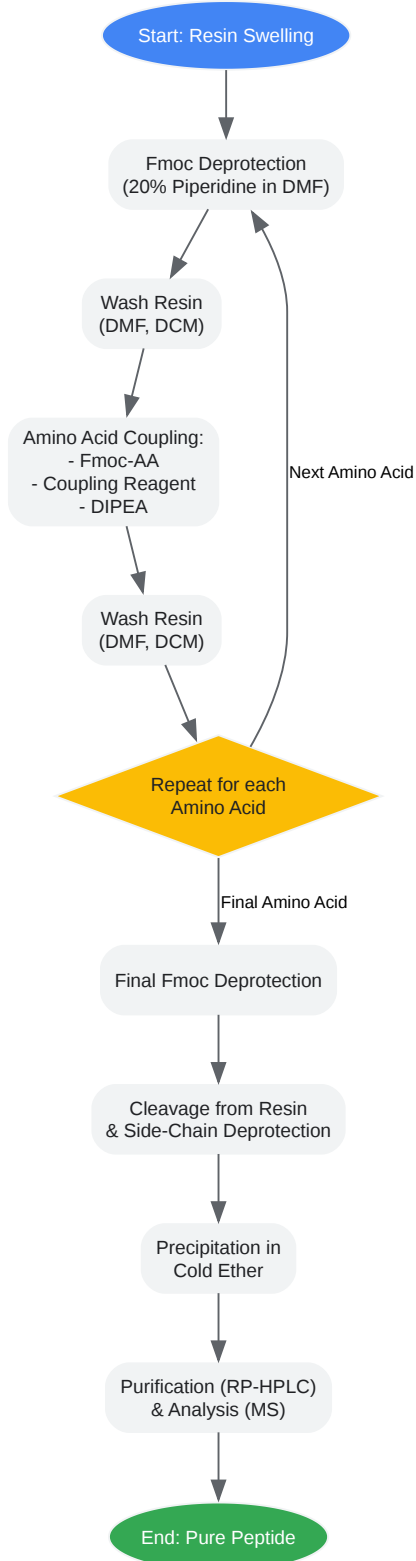 Start: Resin Swelling
Fmoc Deprotection
(20% Piperidine in DMF)
Wash Resin
(DMF, DCM)
Amino Acid Coupling:
- Fmoc-AA
- Coupling Reagent
- DIPEA
Next Amino Acid
Wash Resin
(DMF, DCM)
Repeat for each
Amino Acid
Final Amino Acid
Final Fmoc Deprotection
Cleavage from Resin
& Side-Chain Deprotection
Precipitation in
Cold Ether
Purification (RP-HPLC)
& Analysis (MS)
End: Pure Peptide